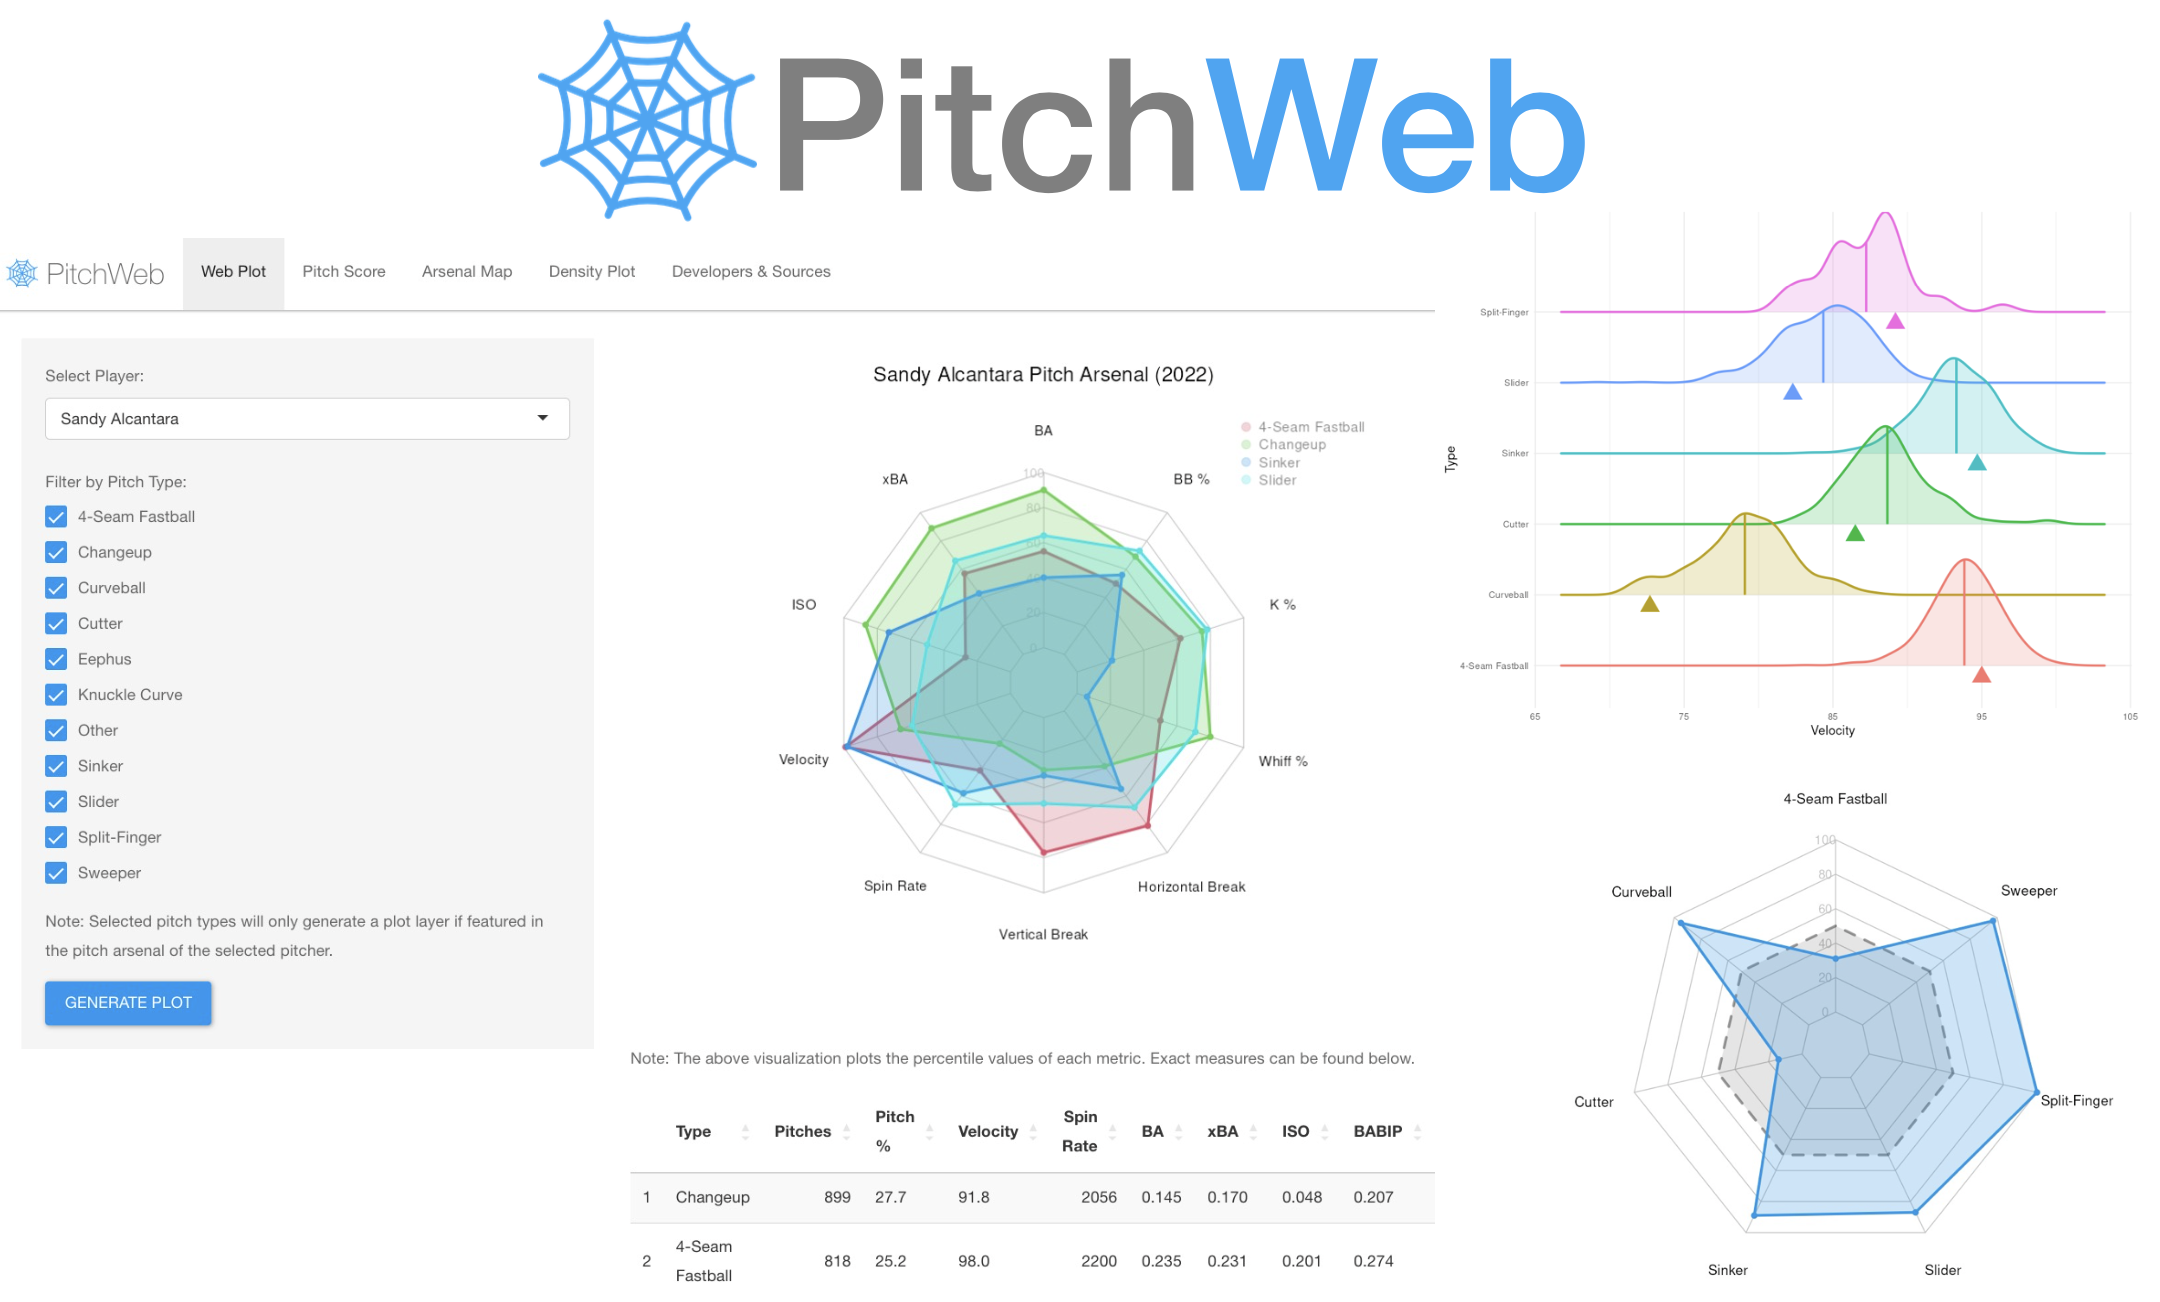 PitchWeb
PitchWeb
Web Plot
Pitch Score
Arsenal Map
Density Plot
Developers & Sources
Select Player:
Sandy Alcantara
Filter by Pitch Type:
4-Seam Fastball
Changeup
Curveball
Cutter
Eephus
Knuckle Curve
Other
Sinker
Slider
Split-Finger
Sweeper
Note: Selected pitch types will only generate a plot layer if featured in
the pitch arsenal of the selected pitcher.
GENERATE PLOT
Sandy Alcantara Pitch Arsenal (2022)
4-Seam Fastball
Changeup
Sinker
Slider
BA
BB %
K %
Whiff %
Horizontal Break
Vertical Break
Spin Rate
Velocity
ISO
xBA
100
80
60
40
20
0
Note: The above visualization plots the percentile values of each metric. Exact measures can be found below.
Type Pitches Pitch % Velocity Spin Rate BA xBA ISO BABIP
1 Changeup 899 27.7 91.8 2056 0.145 0.170 0.048 0.207
2 4-Seam Fastball 818 25.2 98.0 2200 0.235 0.231 0.201 0.274
Type
Split-Finger
Slider
Sinker
Cutter
Curveball
4-Seam Fastball
65 75 85 95 105
Velocity
4-Seam Fastball
Sweeper
Split-Finger
Slider
Sinker
Cutter
Curveball
100
80
60
40
20
0